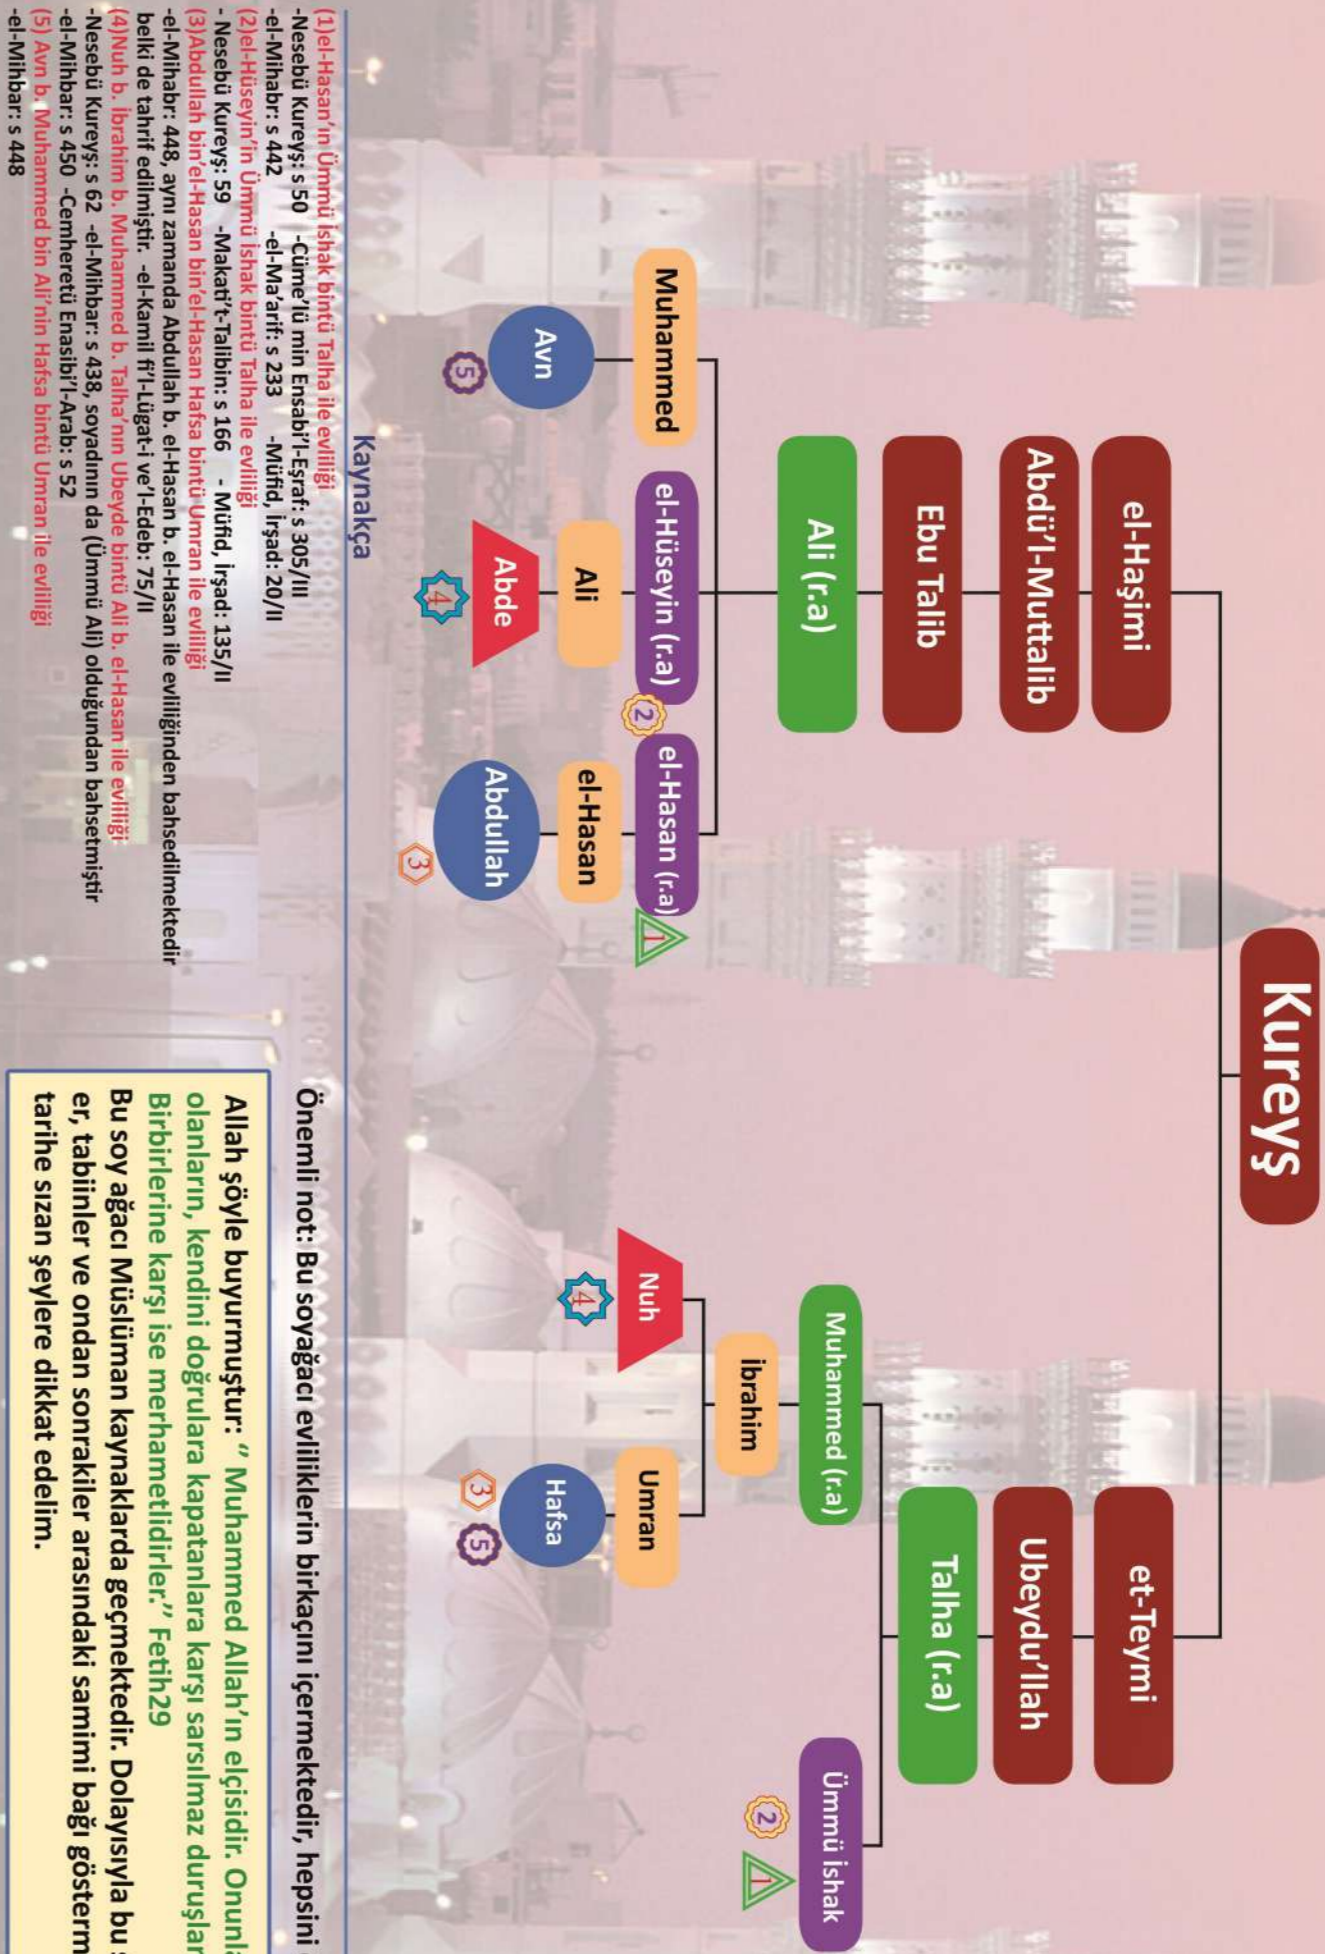 Kureyş
el-Haşimi
et-Teymi
Abdü'l-Muttalib
Ubeydu'llah
Ebu Talib
Talha (r.a)
Ali (r.a)
Muhammed (r.a)
Ümmü İshak
2
1
Muhammed
el-Hüseyin (r.a)
2
el-Hasan (r.a)
1
İbrahim
Avn
5
Ali
el-Hasan
Nuh
4
Umran
Abde
4
Abdullah
3
Hafsa
3
5
Kaynakça
(1)el-Hasan'ın Ümmü İshak bintü Talha ile evliliği
-Nesebü Kureyş: s 50 -Cüme'lü min Ensabi'l-Eşraf: s 305/III
-el-Mihabr: s 442 -el-Ma'arif: s 233 -Müfid, İrşad: 20/II
(2)el-Hüseyin'in Ümmü İshak bintü Talha ile evliliği
- Nesebü Kureyş: 59 -Makati't-Talibin: s 166 - Müfid, İrşad: 135/II
(3)Abdullah bin'el-Hasan bin'el-Hasan Hafsa bintü Umran ile evliliği
-el-Mihabr: 448, aynı zamanda Abdullah b. el-Hasan b. el-Hasan ile evliliğinden bahsedilmektedir
belki de tahrif edilmiştir. -el-Kamil fi'l-Lügat-i ve'l-Edeb: 75/II
(4)Nuh b. İbrahim b. Muhammed b. Talha'nın Ubeyde bintü Ali b. el-Hasan ile evliliği
-Nesebü Kureyş: s 62 -el-Mihbar: s 438, soyadının da (Ümmü Ali) olduğundan bahsetmiştir
-el-Mihbar: s 450 -Cemheretü Enasibi'l-Arab: s 52
(5) Avn b. Muhammed bin Ali'nin Hafsa bintü Umran ile evliliği
-el-Mihbar: s 448
Önemli not: Bu soyağacı evliliklerin birkaçını içermektedir, hepsini
Allah şöyle buyurmuştur: " Muhammed Allah'ın elçisidir. Onunla
olanların, kendini doğrulara kapatanlara karşı sarsılmaz duruşlar
Birbirlerine karşı ise merhametlidirler." Fetih29
Bu soy ağacı Müslüman kaynaklarda geçmektedir. Dolayısıyla bu
er, tabiinler ve ondan sonrakiler arasındaki samimi bağı gösterm
tarihe sızan şeylere dikkat edelim.